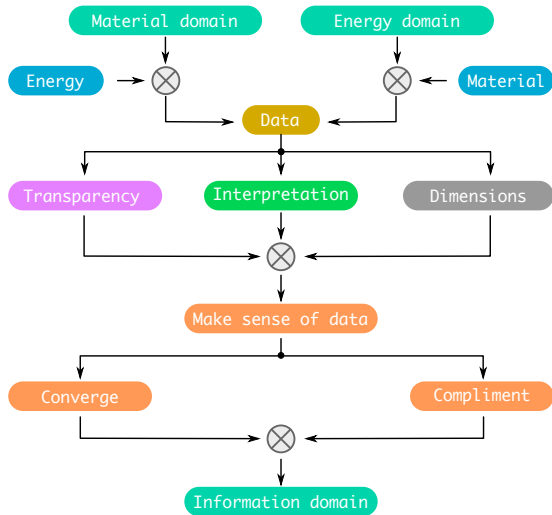 Material domain
Energy domain
Energy
Material
Data
Transparency
Interpretation
Dimensions
Make sense of data
Converge
Compliment
Information domain